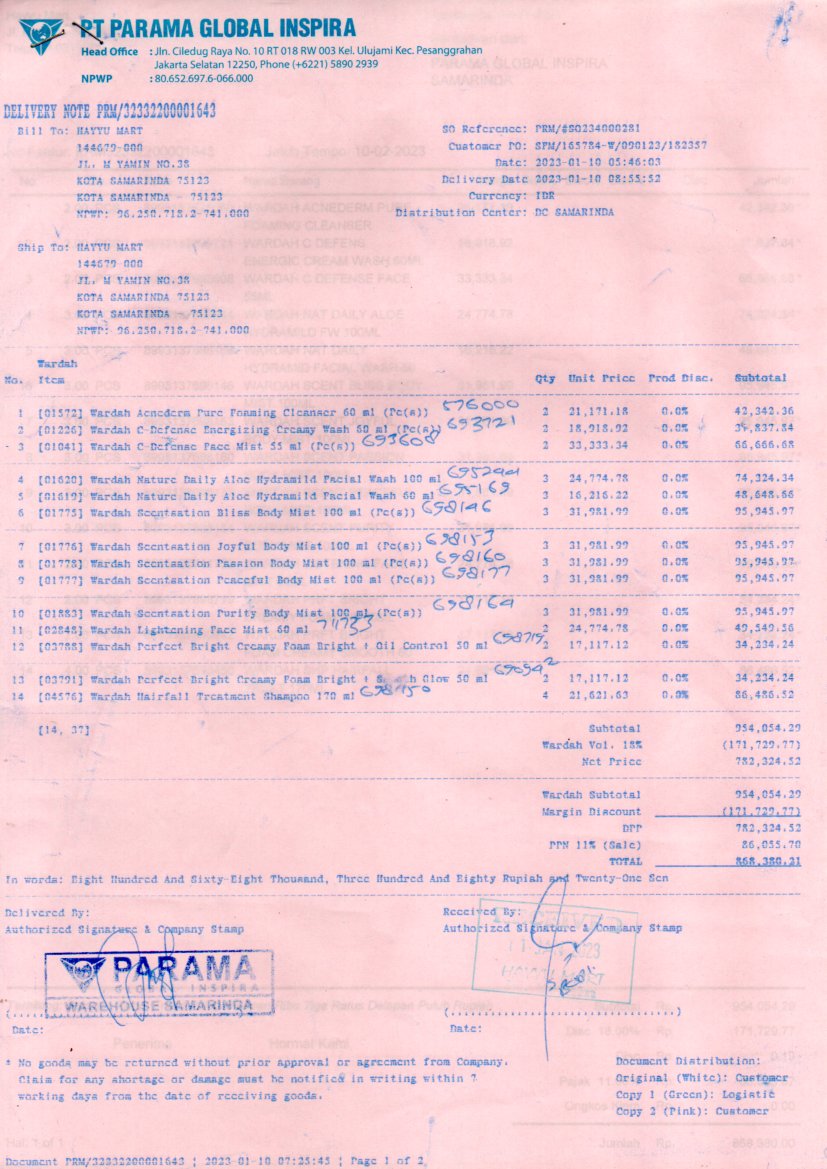 PT PARAMA GLOBAL INSPIRA
Head Office : Jln. Ciledug Raya No. 10 RT 018 RW 003 Kel. Ulujami Kec. Pesanggrahan
Jakarta Selatan 12250, Phone (+6221) 5890 2939
NPWP : 80.652.697.6-066.000
DELIVERY NOTE PRM/32332200001643
Bill To: HAYYU MART
144679-000
JL. M YAMIN NO.38
KOTA SAMARINDA 75123
KOTA SAMARINDA - 75123
NPWP: 96.250.718.2-741.000
SO Reference: PRM/#SO234000281
Customer PO: SFM/165784-W/090123/182357
Date: 2023-01-10 05:46:03
Delivery Date 2023-01-10 08:55:52
Currency: IDR
Distribution Center: DC SAMARINDA
Ship To: HAYYU MART
144679-000
JL. M YAMIN NO.38
KOTA SAMARINDA 75123
KOTA SAMARINDA - 75123
NPWP: 96.250.718.2-741.000
Wardah
No. Item Qty Unit Price Prod Disc. Subtotal
1 [01572] Wardah Acnederm Pure Foaming Cleanser 60 ml (Pc(s)) 576000 2 21,171.18 0.0% 42,342.36
2 [01226] Wardah C-Defense Energizing Creamy Wash 60 ml (Pc(s)) 693721 2 18,918.92 0.0% 37,837.84
3 [01041] Wardah C-Defense Face Mist 55 ml (Pc(s)) 693608 2 33,333.34 0.0% 66,666.68
4 [01620] Wardah Nature Daily Aloe Hydramild Facial Wash 100 ml 695244 3 24,774.78 0.0% 74,324.34
5 [01619] Wardah Nature Daily Aloe Hydramild Facial Wash 60 ml 695169 3 16,216.22 0.0% 48,648.66
6 [01775] Wardah Scentsation Bliss Body Mist 100 ml (Pc(s)) 698146 3 31,981.99 0.0% 95,945.97
7 [01776] Wardah Scentsation Joyful Body Mist 100 ml (Pc(s)) 698153 3 31,981.99 0.0% 95,945.97
8 [01778] Wardah Scentsation Passion Body Mist 100 ml (Pc(s)) 698160 3 31,981.99 0.0% 95,945.97
9 [01777] Wardah Scentsation Peaceful Body Mist 100 ml (Pc(s)) 698177 3 31,981.99 0.0% 95,945.97
10 [01883] Wardah Scentsation Purity Body Mist 100 ml (Pc(s)) 698164 3 31,981.99 0.0% 95,945.97
11 [02848] Wardah Lightening Face Mist 60 ml 71733 2 24,774.78 0.0% 49,549.56
12 [03788] Wardah Perfect Bright Creamy Foam Bright + Oil Control 50 ml 698719 2 17,117.12 0.0% 34,234.24
13 [03791] Wardah Perfect Bright Creamy Foam Bright + Glow 50 ml 2 17,117.12 0.0% 34,234.24
14 [04576] Wardah Hairfall Treatment Shampoo 170 ml 698450 4 21,621.63 0.0% 86,486.52
[14, 37]
Subtotal 954,054.29
Wardah Vol. 18% (171,729.77)
Net Price 782,324.52
Wardah Subtotal 954,054.29
Margin Discount (171,729.77)
DPP 782,324.52
PPN 11% (Sale) 86,055.70
TOTAL 868,380.21
In words: Eight Hundred And Sixty-Eight Thousand, Three Hundred And Eighty Rupiah and Twenty-One Sen
Delivered By:
Authorized Signature & Company Stamp
Received By:
Authorized Signature & Company Stamp
PARAMA
GLOBAL INSPIRA
WAREHOUSE SAMARINDA
Date:
Date:
* No goods may be returned without prior approval or agreement from Company.
Claim for any shortage or damage must be notified in writing within 7
working days from the date of receiving goods.
Document Distribution:
Original (White): Customer
Copy 1 (Green): Logistic
Copy 2 (Pink): Customer
Document PRM/32332200001643 | 2023-01-10 07:25:45 | Page 1 of 2